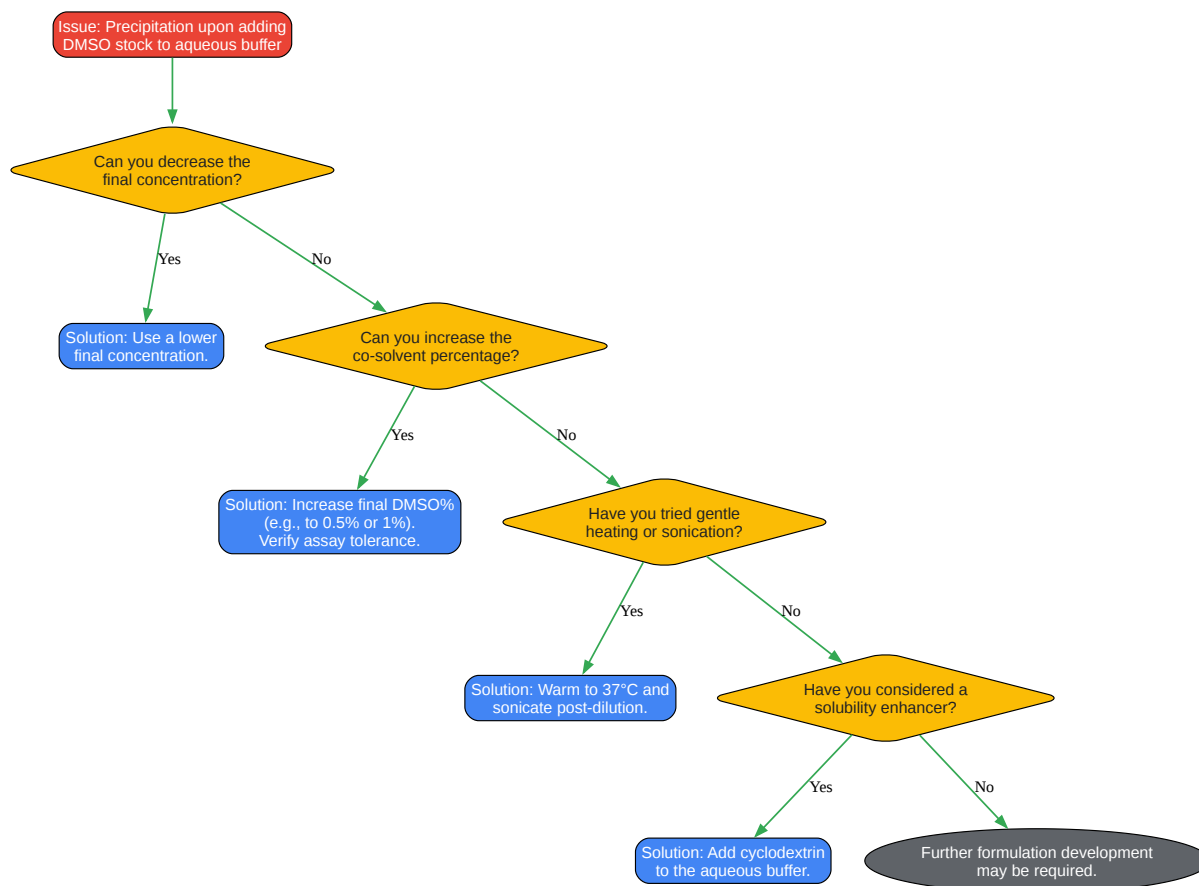 Issue: Precipitation upon adding
DMSO stock to aqueous buffer
Can you decrease the
final concentration?
Yes
No
Solution: Use a lower
final concentration.
Can you increase the
co-solvent percentage?
Yes
No
Solution: Increase final DMSO%
(e.g., to 0.5% or 1%).
Verify assay tolerance.
Have you tried gentle
heating or sonication?
Yes
No
Solution: Warm to 37°C and
sonicate post-dilution.
Have you considered a
solubility enhancer?
Yes
No
Solution: Add cyclodextrin
to the aqueous buffer.
Further formulation development
may be required.